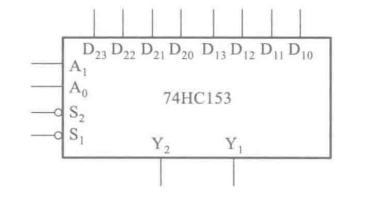 D₂₃ D₂₂ D₂₁ D₂₀ D₁₃ D₁₂ D₁₁ D₁₀
A₁
A₀
74HC153
S₂
S₁
Y₂ Y₁